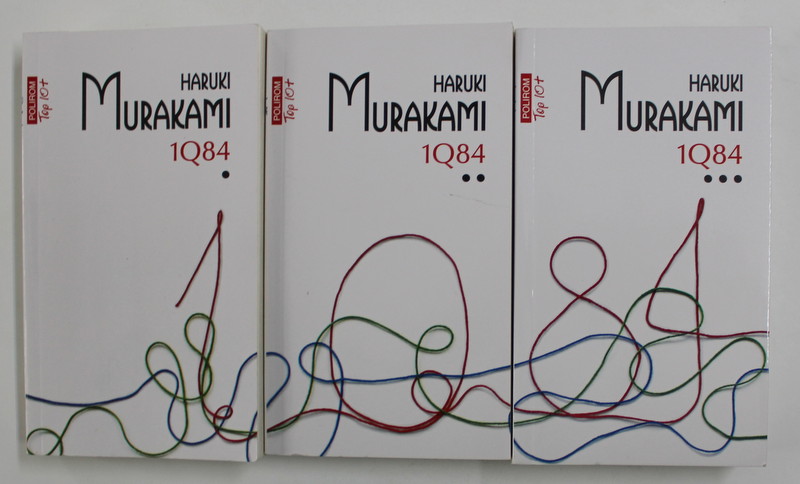 POLIROM
Top 10+
HARUKI
MURAKAMI
1Q84
POLIROM
Top 10+
HARUKI
MURAKAMI
1Q84
POLIROM
Top 10+
HARUKI
MURAKAMI
1Q84